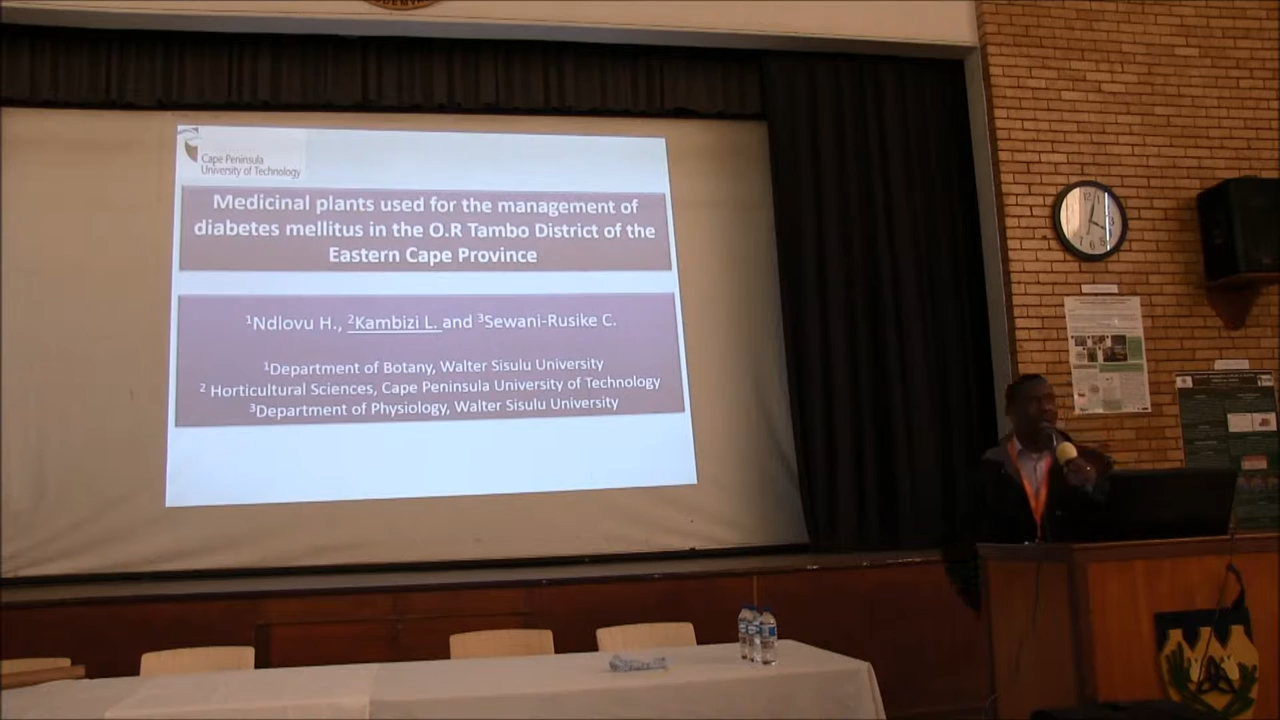 Cape Peninsula
University of Technology
Medicinal plants used for the management of
diabetes mellitus in the O.R Tambo District of the
Eastern Cape Province
¹Ndlovu H., ²Kambizi L. and ³Sewani-Rusike C.
¹Department of Botany, Walter Sisulu University
² Horticultural Sciences, Cape Peninsula University of Technology
³Department of Physiology, Walter Sisulu University